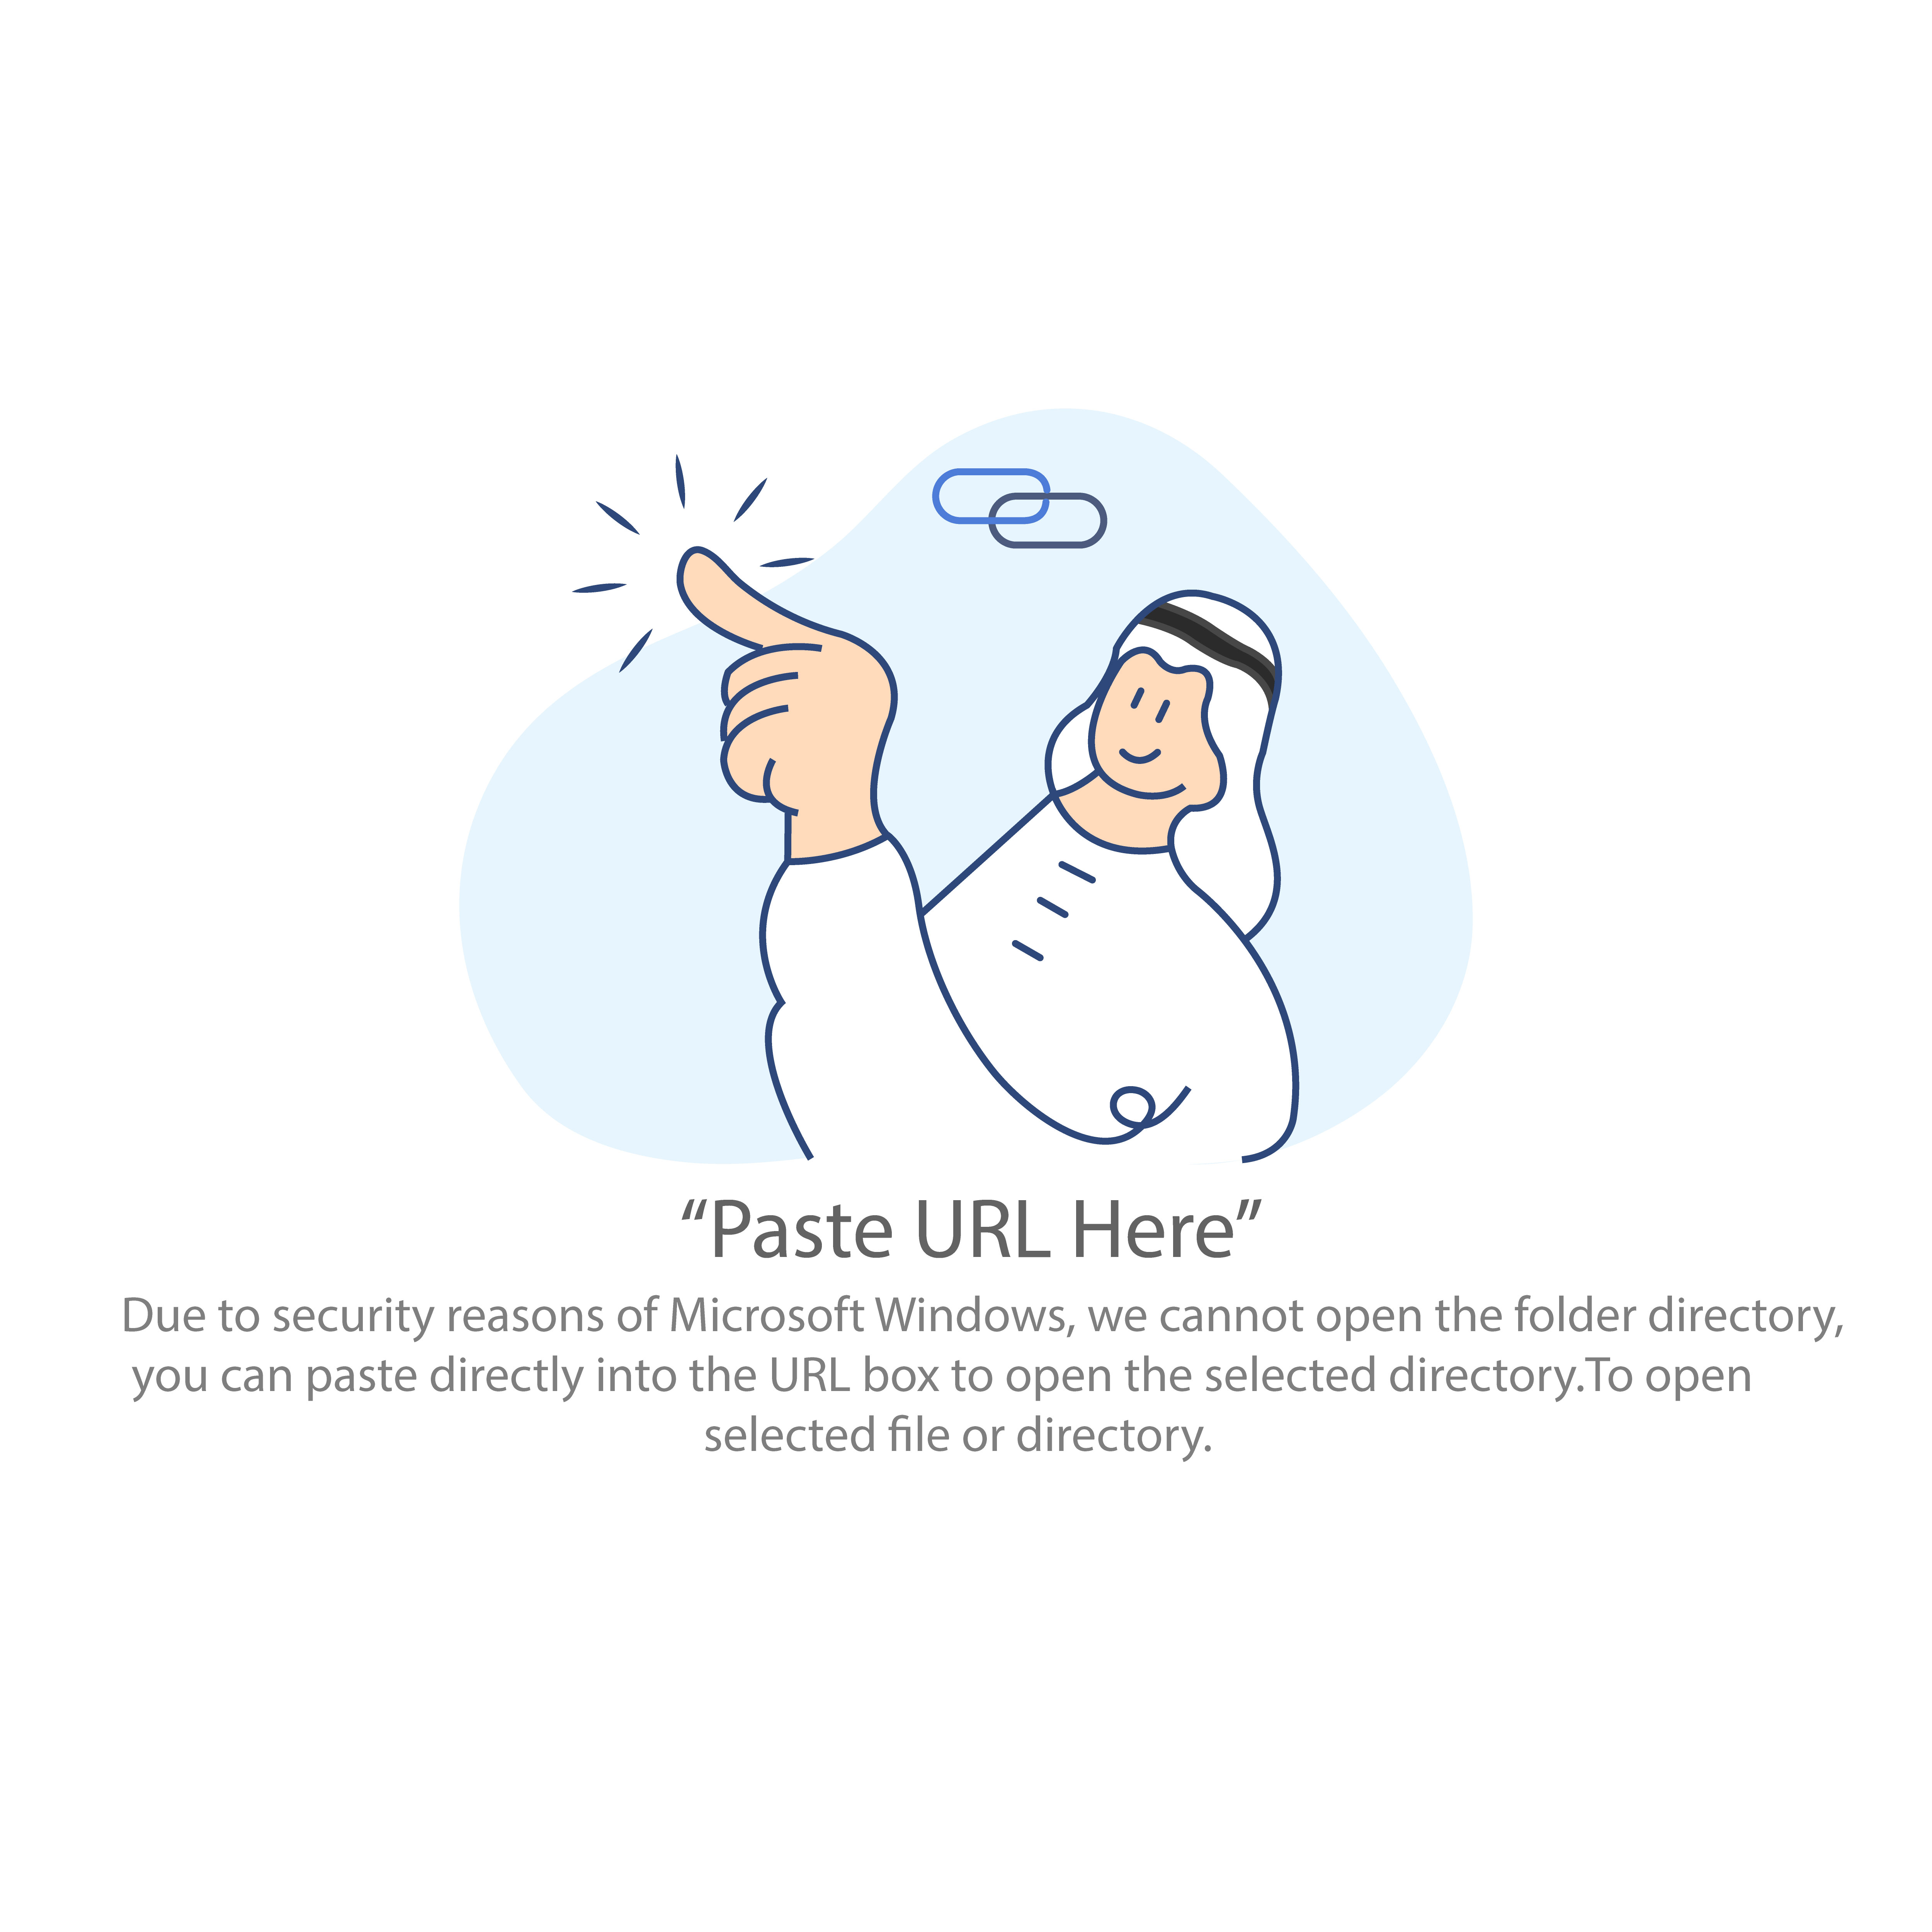 “Paste URL Here”
Due to security reasons of Microsoft Windows, we cannot open the folder directory,
you can paste directly into the URL box to open the selected directory.To open
selected file or directory.